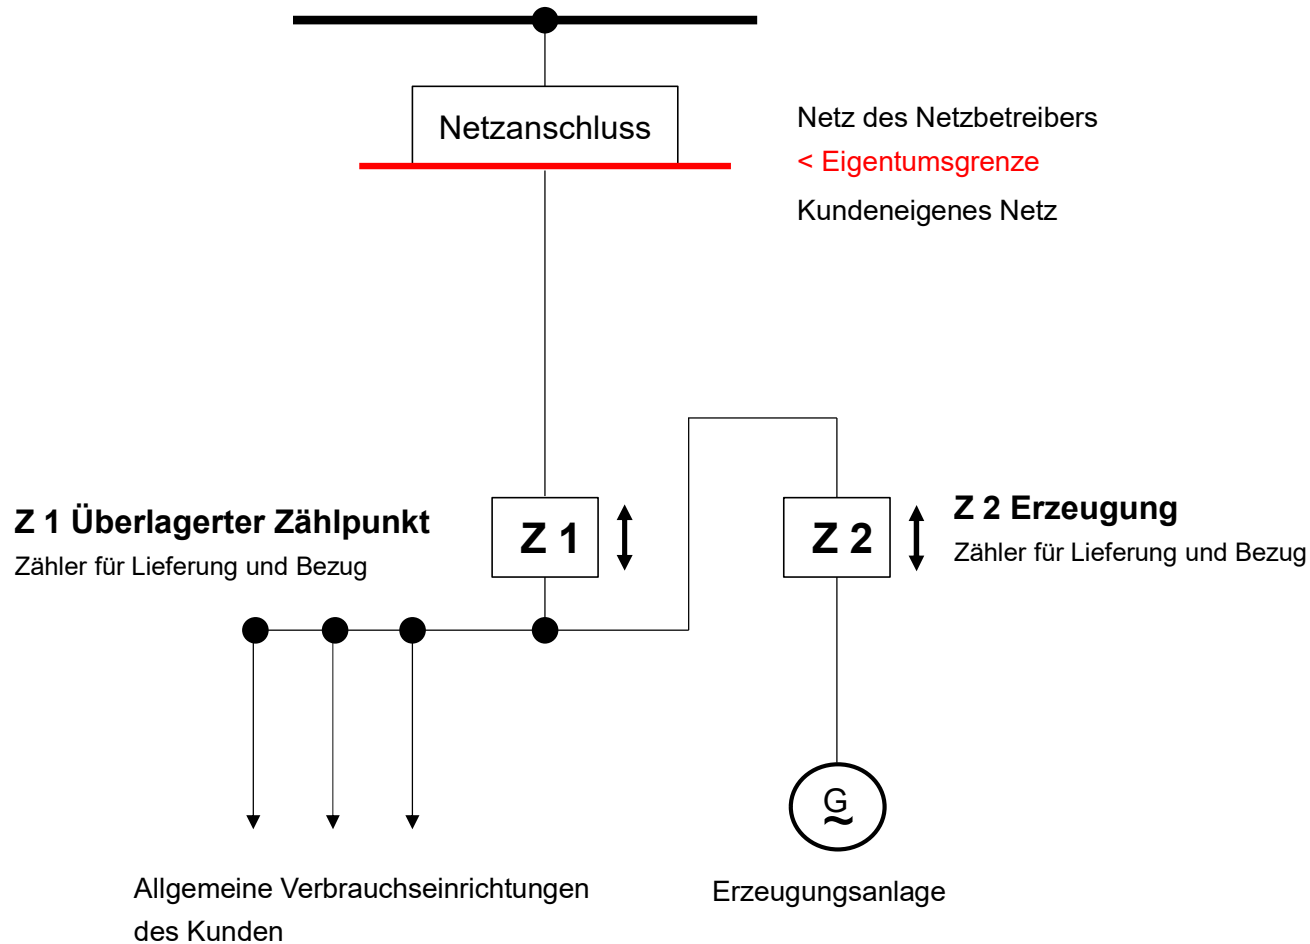 Netzanschluss
Netz des Netzbetreibers
< Eigentumsgrenze
Kundeneigenes Netz
Z 1 Überlagerter Zählpunkt
Zähler für Lieferung und Bezug
Z 1
Z 2
Z 2 Erzeugung
Zähler für Lieferung und Bezug
G
~
Allgemeine Verbrauchseinrichtungen
des Kunden
Erzeugungsanlage